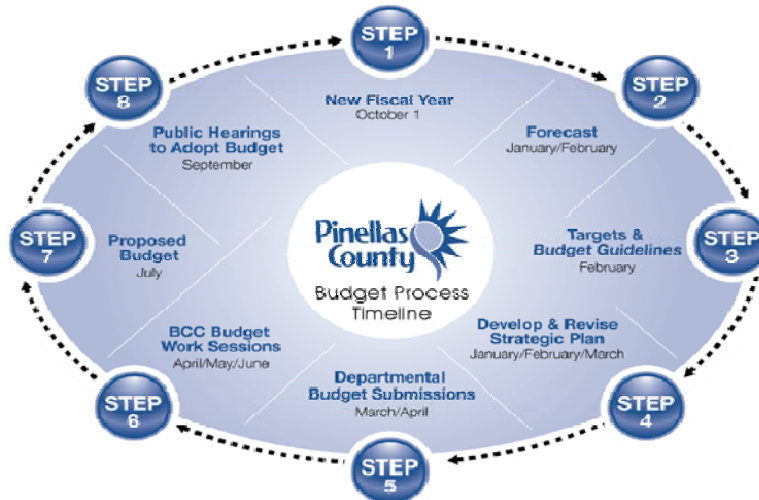 STEP
1
New Fiscal Year
October 1
STEP
2
Forecast
January/February
STEP
3
Targets &
Budget Guidelines
February
STEP
4
Develop & Revise
Strategic Plan
January/February/March
STEP
5
Departmental
Budget Submissions
March/April
STEP
6
BCC Budget
Work Sessions
April/May/June
STEP
7
Proposed
Budget
July
STEP
8
Public Hearings
to Adopt Budget
September
Pinellas
County
Budget Process
Timeline